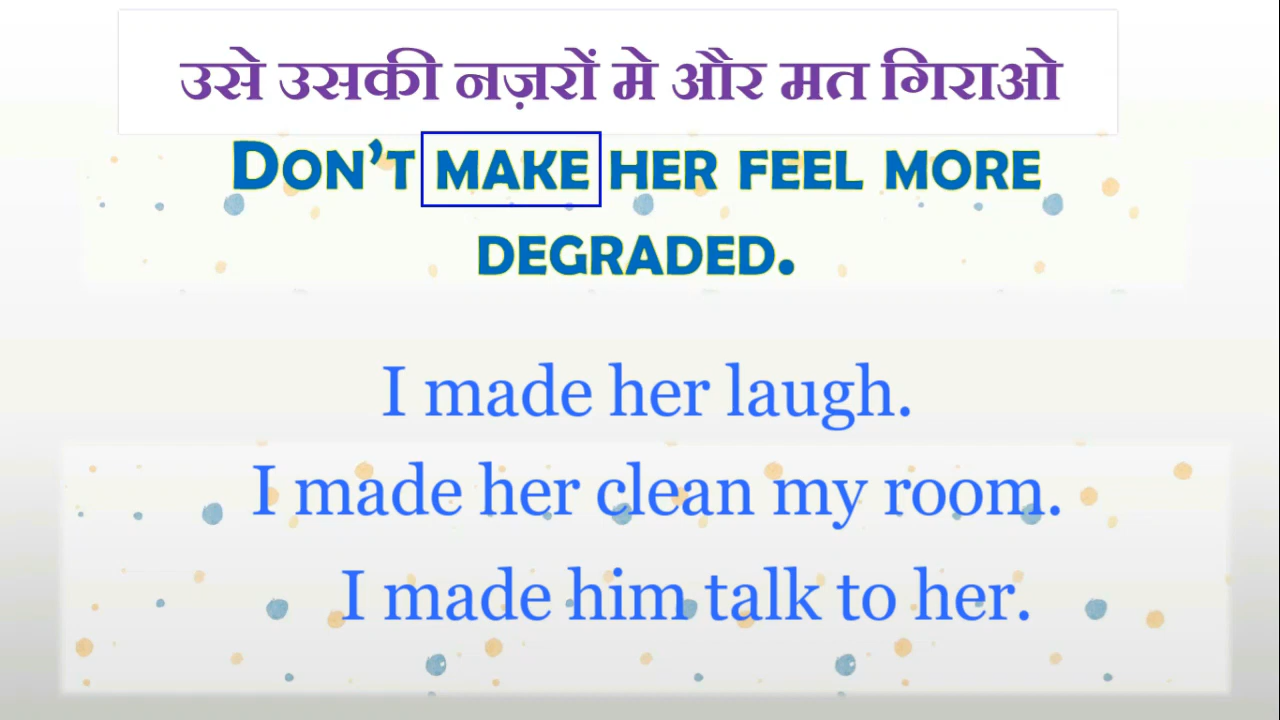 उसे उसकी नज़रों मे और मत गिराओ
DON'T MAKE HER FEEL MORE
DEGRADED.
I made her laugh.
I made her clean my room.
I made him talk to her.